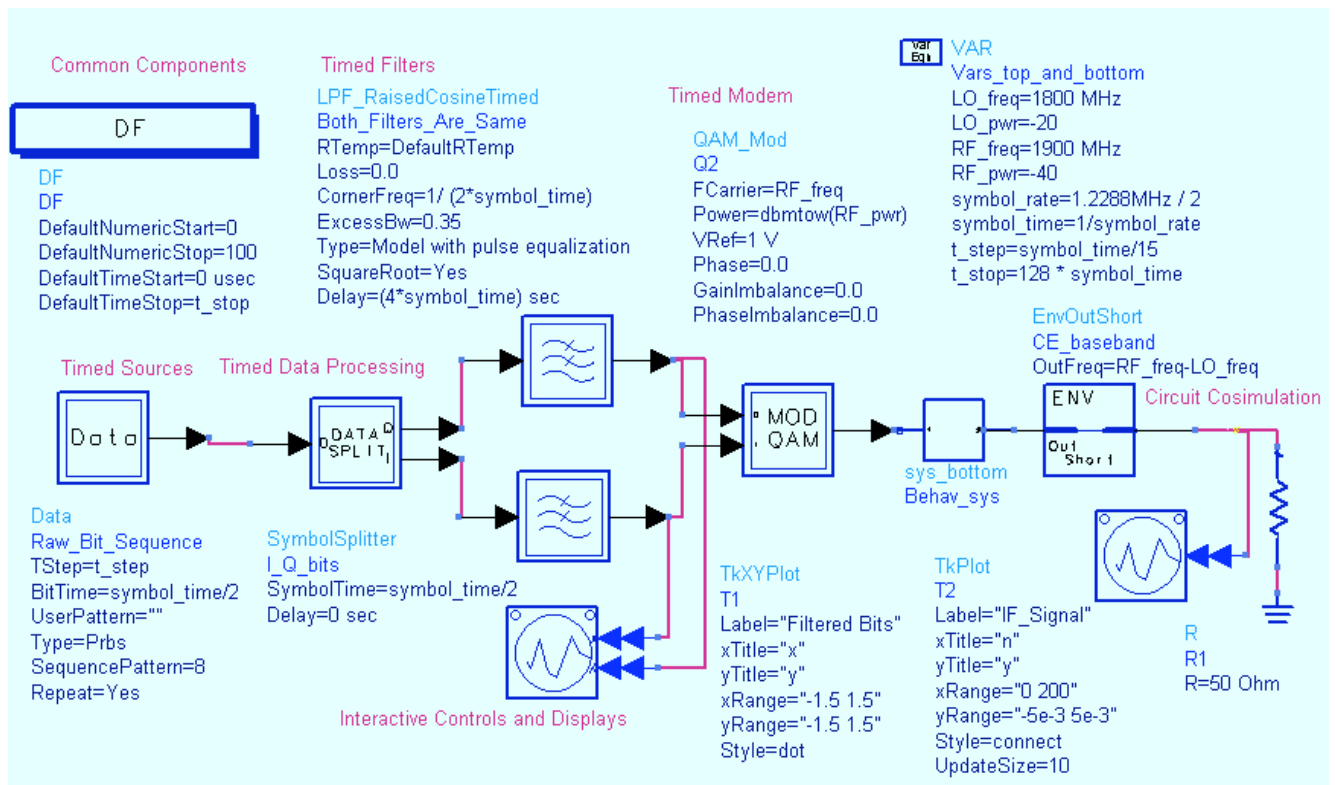 Common Components
DF
DF
DF
DefaultNumericStart=0
DefaultNumericStop=100
DefaultTimeStart=0 usec
DefaultTimeStop=t_stop
Timed Filters
LPF_RaisedCosineTimed
Both_Filters_Are_Same
RTemp=DefaultRTemp
Loss=0.0
CornerFreq=1/ (2*symbol_time)
ExcessBw=0.35
Type=Model with pulse equalization
SquareRoot=Yes
Delay=(4*symbol_time) sec
Timed Modem
QAM_Mod
Q2
FCarrier=RF_freq
Power=dbmtow(RF_pwr)
VRef=1 V
Phase=0.0
GainImbalance=0.0
PhaseImbalance=0.0
Var
Eqn
VAR
Vars_top_and_bottom
LO_freq=1800 MHz
LO_pwr=-20
RF_freq=1900 MHz
RF_pwr=-40
symbol_rate=1.2288MHz / 2
symbol_time=1/symbol_rate
t_step=symbol_time/15
t_stop=128 * symbol_time
EnvOutShort
CE_baseband
OutFreq=RF_freq-LO_freq
Timed Sources
Timed Data Processing
Circuit Cosimulation
Data
DATA
SPLIT
Q
I
MOD
QAM
ENV
Out
Short
sys_bottom
Behav_sys
Data
Raw_Bit_Sequence
TStep=t_step
BitTime=symbol_time/2
UserPattern=""
Type=Prbs
SequencePattern=8
Repeat=Yes
SymbolSplitter
I_Q_bits
SymbolTime=symbol_time/2
Delay=0 sec
Interactive Controls and Displays
TkXYPlot
T1
Label="Filtered Bits"
xTitle="x"
yTitle="y"
xRange="-1.5 1.5"
yRange="-1.5 1.5"
Style=dot
TkPlot
T2
Label="IF_Signal"
xTitle="n"
yTitle="y"
xRange="0 200"
yRange="-5e-3 5e-3"
Style=connect
UpdateSize=10
R
R1
R=50 Ohm